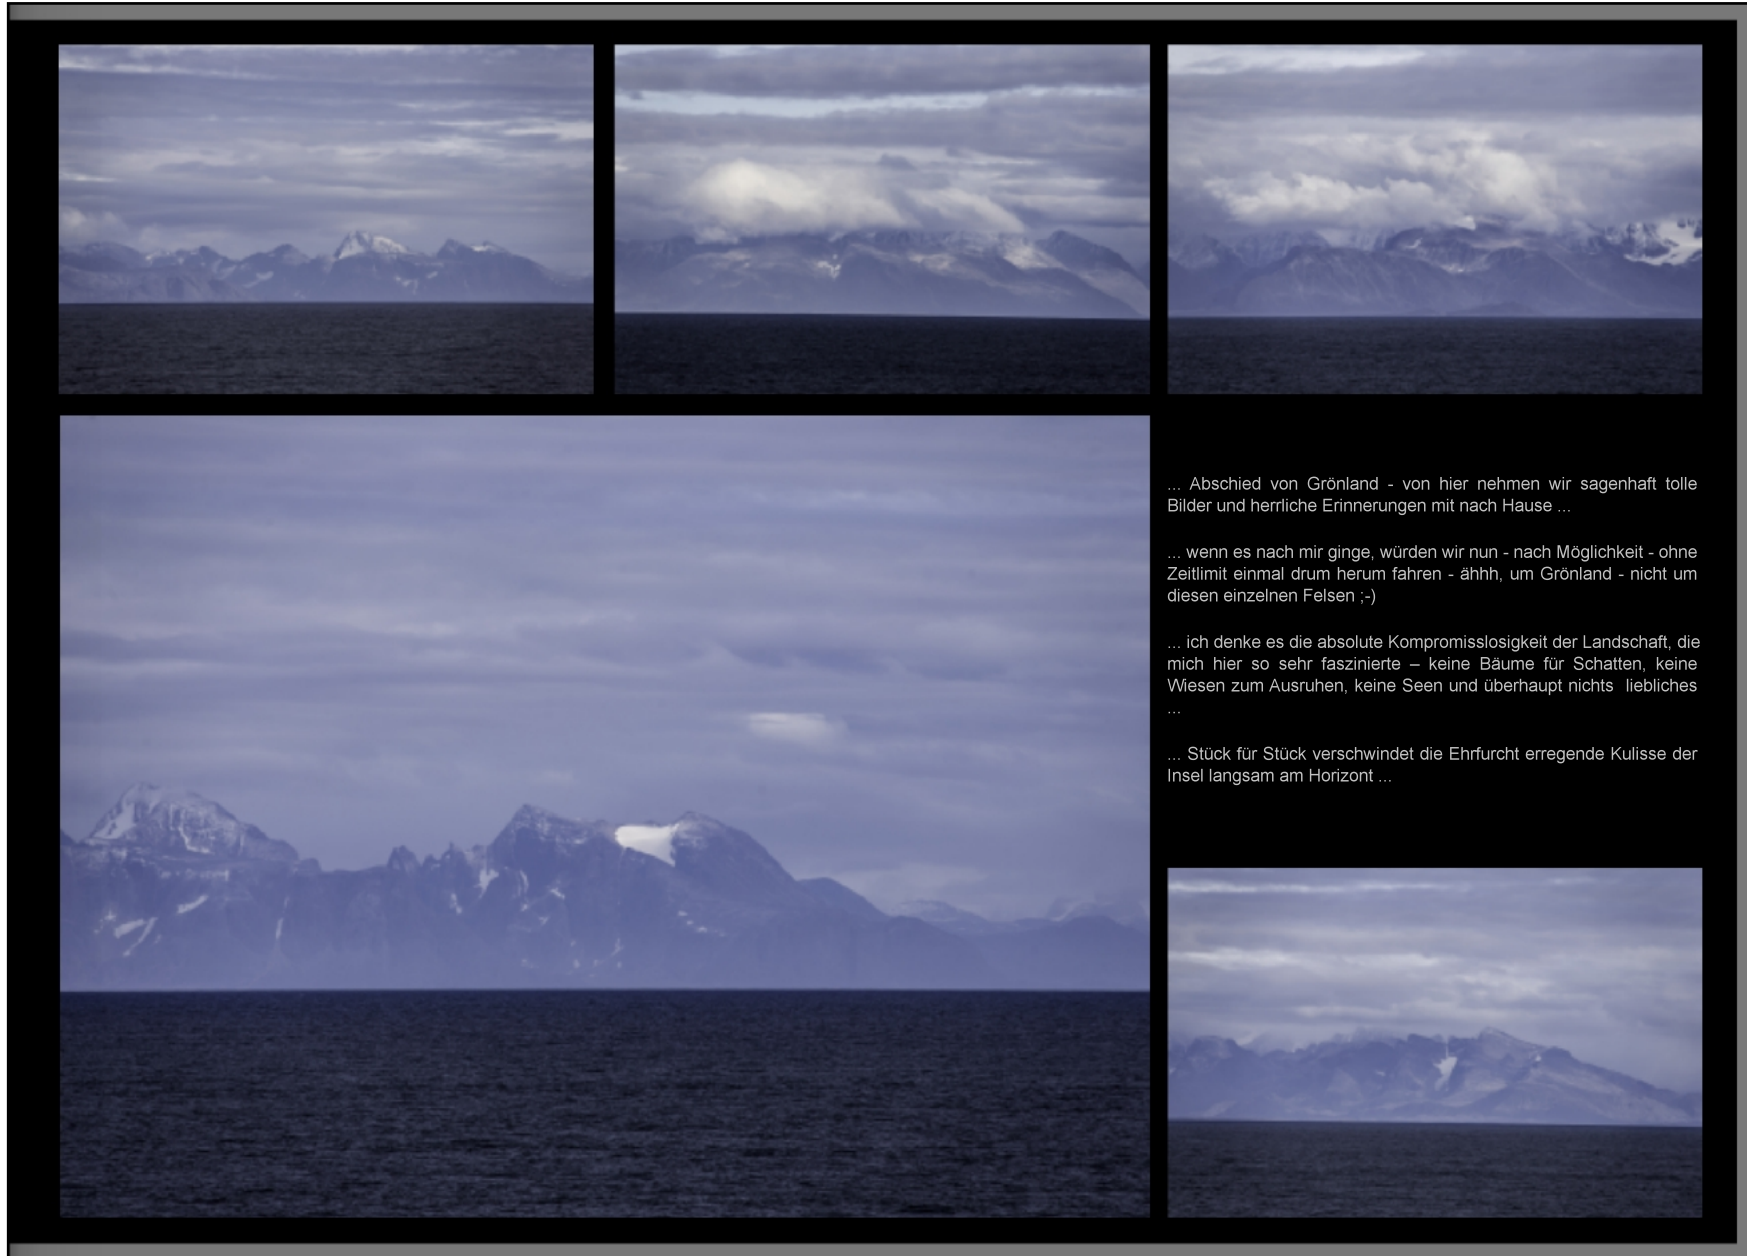 ... Abschied von Grönland - von hier nehmen wir sagenhaft tolle
Bilder und herrliche Erinnerungen mit nach Hause ...
... wenn es nach mir ginge, würden wir nun - nach Möglichkeit - ohne
Zeitlimit einmal drum herum fahren - ähhh, um Grönland - nicht um
diesen einzelnen Felsen ;-)
... ich denke es die absolute Kompromisslosigkeit der Landschaft, die
mich hier so sehr faszinierte – keine Bäume für Schatten, keine
Wiesen zum Ausruhen, keine Seen und überhaupt nichts  liebliches
...
... Stück für Stück verschwindet die Ehrfurcht erregende Kulisse der
Insel langsam am Horizont ...